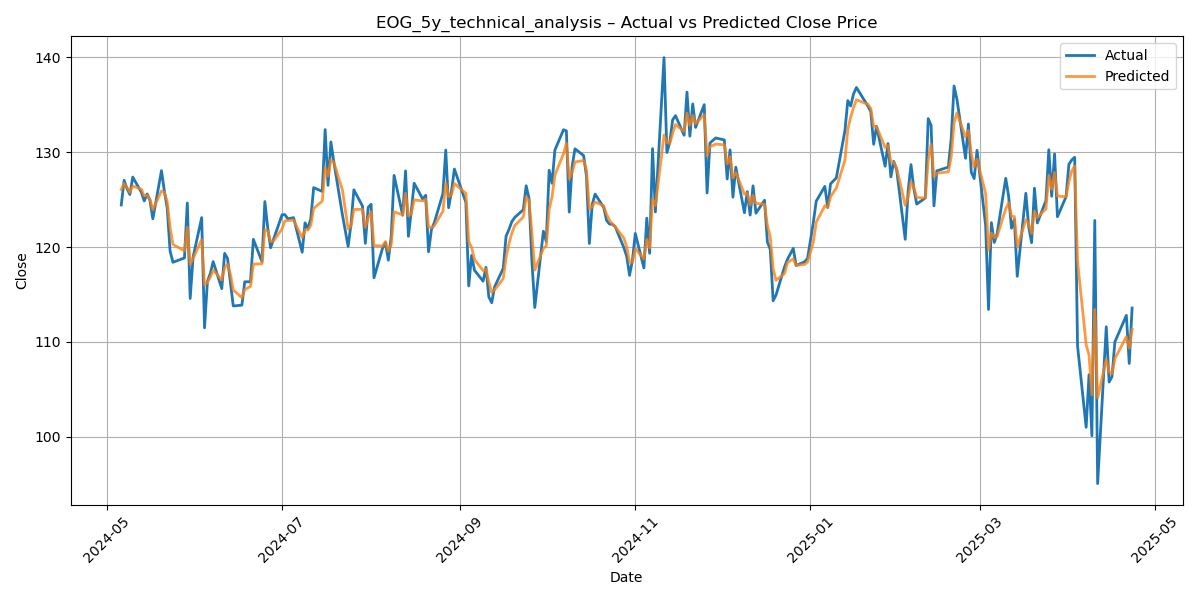 EOG_5y_technical_analysis – Actual vs Predicted Close Price
Actual
Predicted
Close
140
130
120
110
100
2024-05
2024-07
2024-09
2024-11
2025-01
2025-03
2025-05
Date